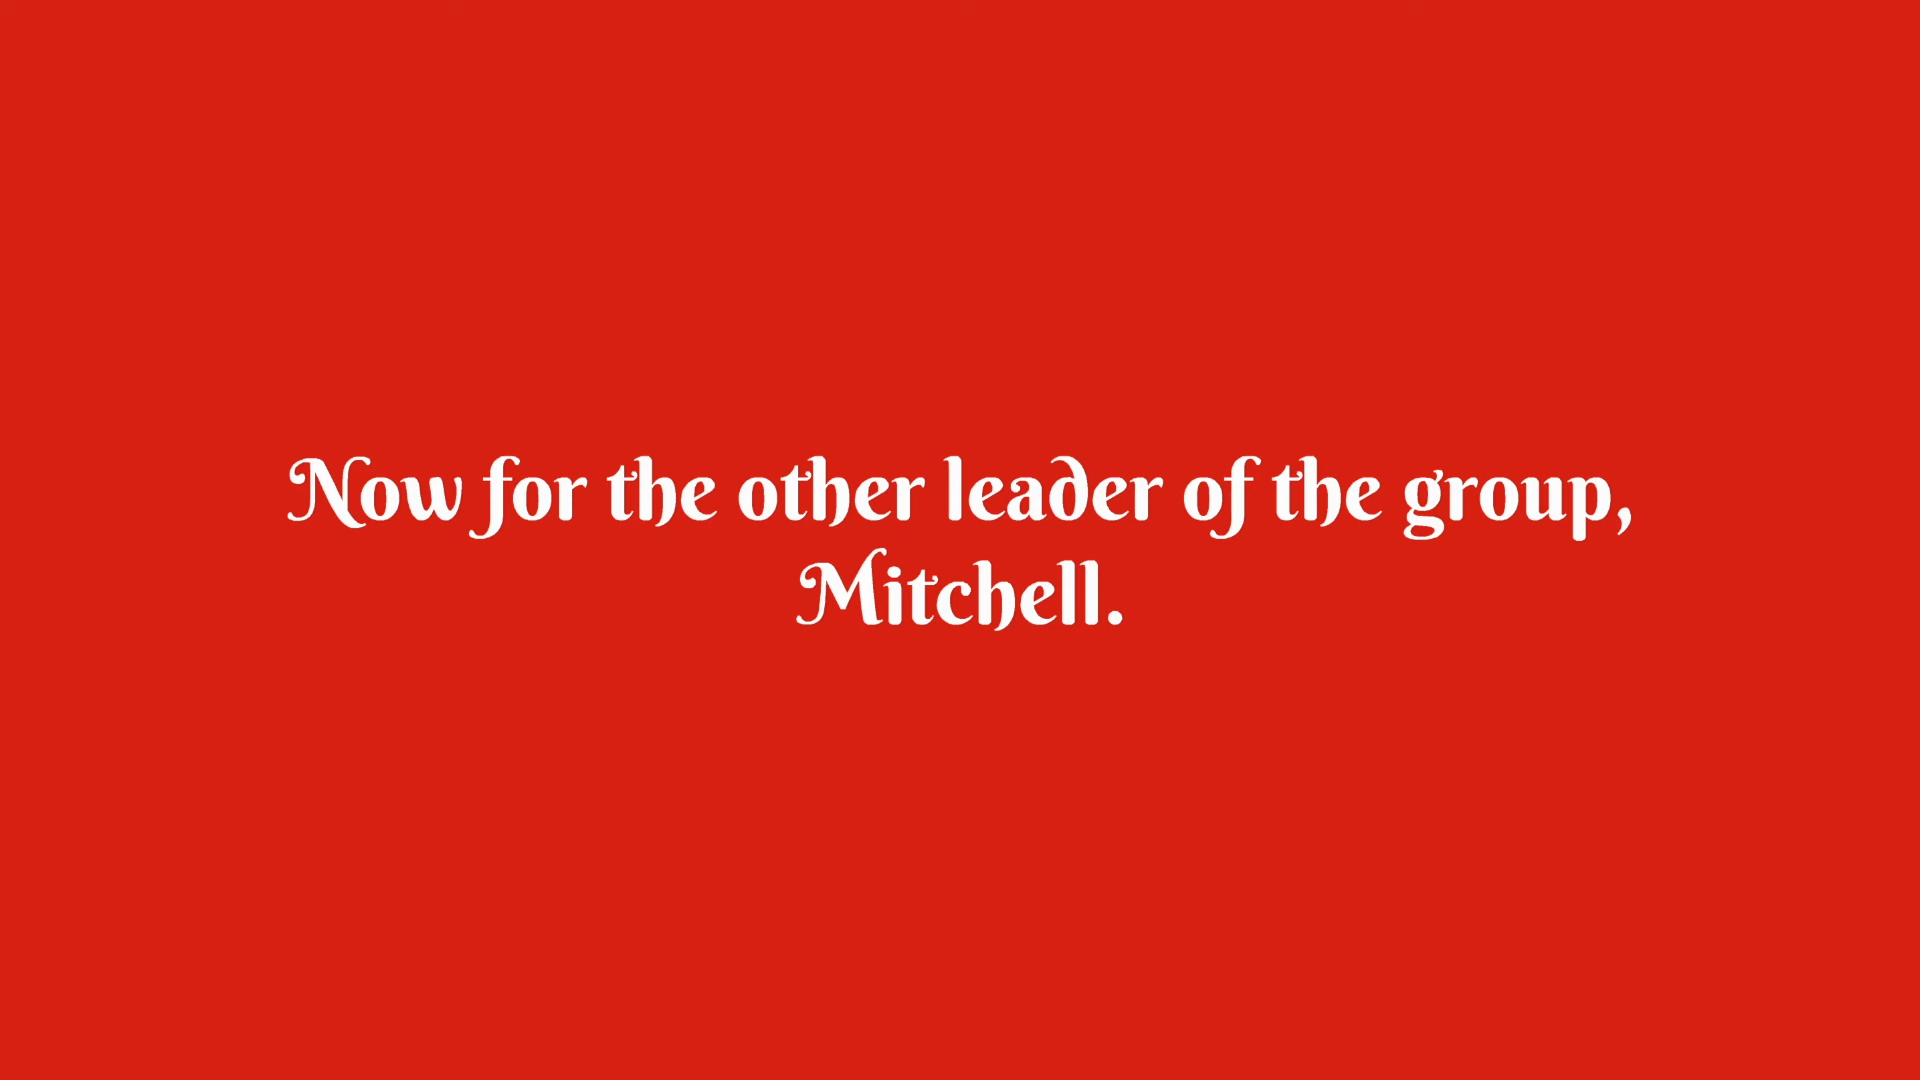 Now for the other leader of the group,
Mitchell.